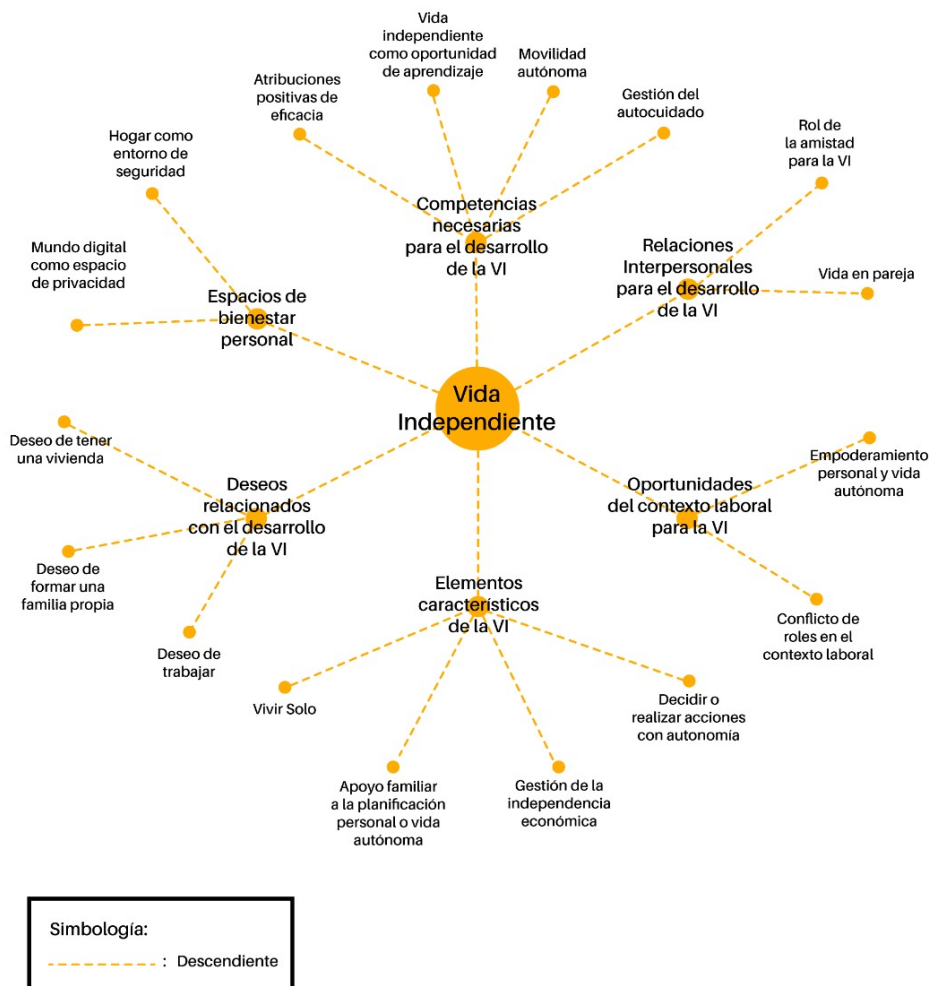 Vida
independiente
como oportunidad
de aprendizaje
Movilidad
autónoma
Atribuciones
positivas de
eficacia
Gestión del
autocuidado
Hogar como
entorno de
seguridad
Rol de
la amistad
para la VI
Competencias
necesarias
para el desarrollo
de la VI
Mundo digital
como espacio
de privacidad
Relaciones
Interpersonales
para el desarrollo
de la VI
Vida en pareja
Espacios de
bienestar
personal
Vida
Independiente
Deseo de tener
una vivienda
Empoderamiento
personal y vida
autónoma
Deseos
relacionados
con el desarrollo
de la VI
Oportunidades
del contexto laboral
para la VI
Deseo de
formar una
familia propia
Elementos
característicos
de la VI
Conflicto de
roles en el
contexto laboral
Deseo de
trabajar
Vivir Solo
Decidir o
realizar acciones
con autonomía
Apoyo familiar
a la planificación
personal o vida
autónoma
Gestión de la
independencia
económica
Simbología:
: Descendiente